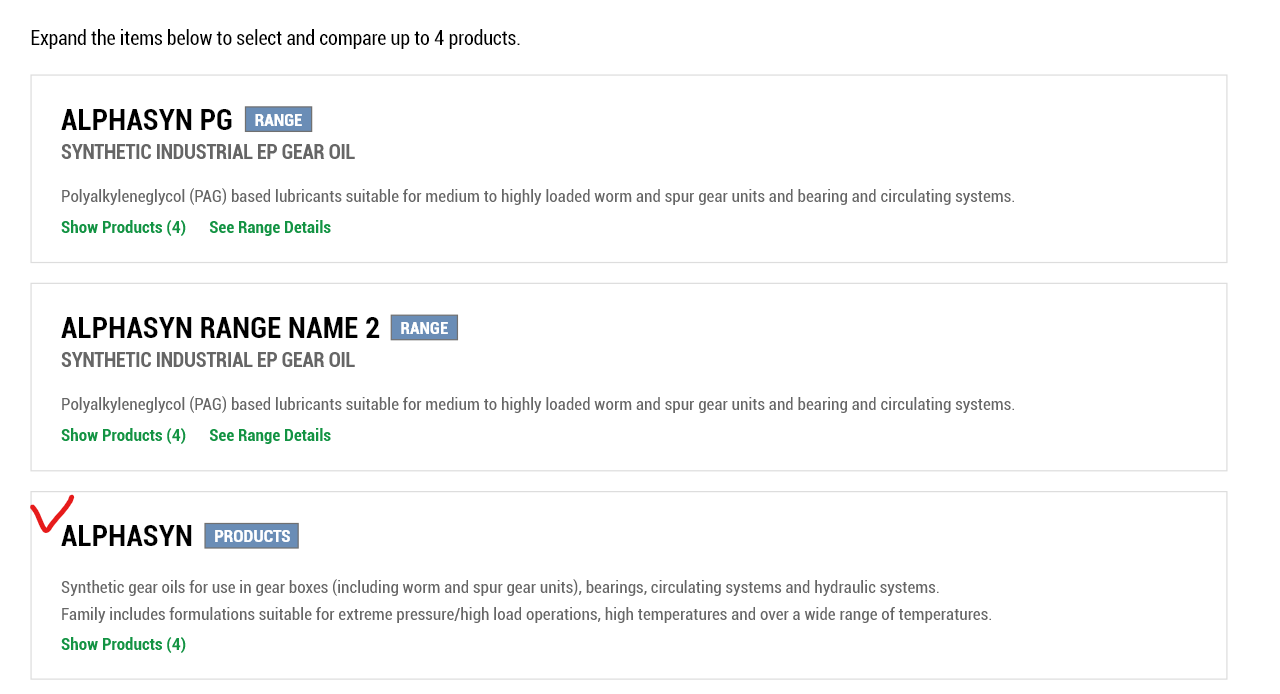 Expand the items below to select and compare up to 4 products.
ALPHASYN PG RANGE
SYNTHETIC INDUSTRIAL EP GEAR OIL
Polyalkyleneglycol (PAG) based lubricants suitable for medium to highly loaded worm and spur gear units and bearing and circulating systems.
Show Products (4) See Range Details
ALPHASYN RANGE NAME 2 RANGE
SYNTHETIC INDUSTRIAL EP GEAR OIL
Polyalkyleneglycol (PAG) based lubricants suitable for medium to highly loaded worm and spur gear units and bearing and circulating systems.
Show Products (4) See Range Details
ALPHASYN PRODUCTS
Synthetic gear oils for use in gear boxes (including worm and spur gear units), bearings, circulating systems and hydraulic systems.
Family includes formulations suitable for extreme pressure/high load operations, high temperatures and over a wide range of temperatures.
Show Products (4)